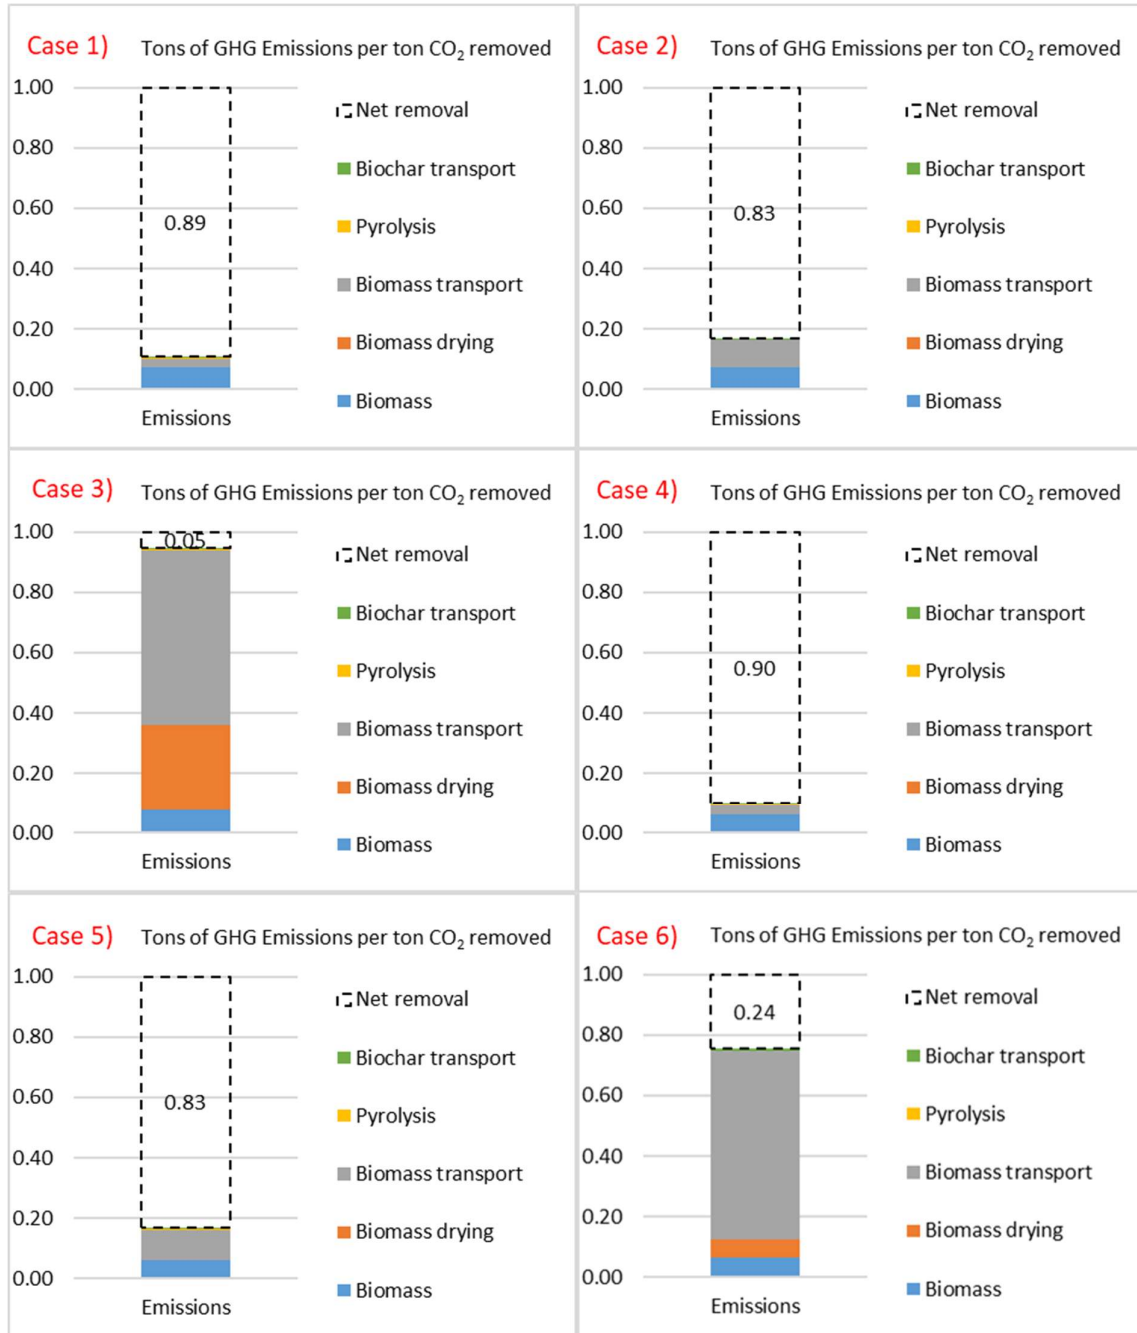 Case 1) Tons of GHG Emissions per ton CO₂ removed
1.00
0.80
0.60
0.40
0.20
0.00
0.89
Emissions
Net removal
Biochar transport
Pyrolysis
Biomass transport
Biomass drying
Biomass
Case 2) Tons of GHG Emissions per ton CO₂ removed
1.00
0.80
0.60
0.40
0.20
0.00
0.83
Emissions
Net removal
Biochar transport
Pyrolysis
Biomass transport
Biomass drying
Biomass
Case 3) Tons of GHG Emissions per ton CO₂ removed
1.00
0.80
0.60
0.40
0.20
0.00
0.05
Emissions
Net removal
Biochar transport
Pyrolysis
Biomass transport
Biomass drying
Biomass
Case 4) Tons of GHG Emissions per ton CO₂ removed
1.00
0.80
0.60
0.40
0.20
0.00
0.90
Emissions
Net removal
Biochar transport
Pyrolysis
Biomass transport
Biomass drying
Biomass
Case 5) Tons of GHG Emissions per ton CO₂ removed
1.00
0.80
0.60
0.40
0.20
0.00
0.83
Emissions
Net removal
Biochar transport
Pyrolysis
Biomass transport
Biomass drying
Biomass
Case 6) Tons of GHG Emissions per ton CO₂ removed
1.00
0.80
0.60
0.40
0.20
0.00
0.24
Emissions
Net removal
Biochar transport
Pyrolysis
Biomass transport
Biomass drying
Biomass